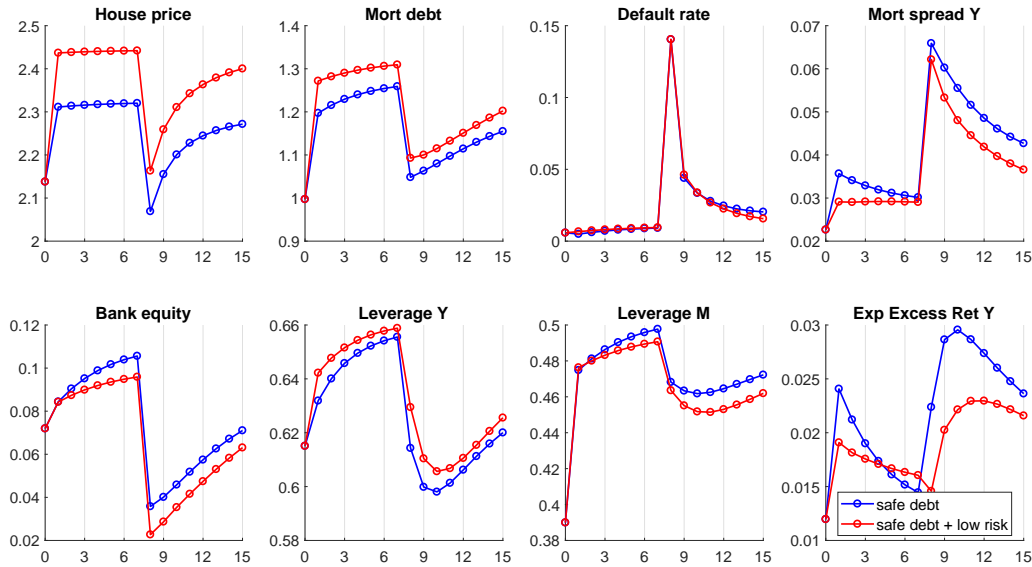 House price
2.5
2.4
2.3
2.2
2.1
2
0 3 6 9 12 15
Mort debt
1.4
1.3
1.2
1.1
1
0.9
0 3 6 9 12 15
Default rate
0.15
0.1
0.05
0
0 3 6 9 12 15
Mort spread Y
0.07
0.06
0.05
0.04
0.03
0.02
0 3 6 9 12 15
Bank equity
0.12
0.1
0.08
0.06
0.04
0.02
0 3 6 9 12 15
Leverage Y
0.66
0.64
0.62
0.6
0.58
0 3 6 9 12 15
Leverage M
0.5
0.48
0.46
0.44
0.42
0.4
0.38
0 3 6 9 12 15
Exp Excess Ret Y
0.03
0.025
0.02
0.015
0.01
0 3 6 9 12 15
safe debt
safe debt + low risk